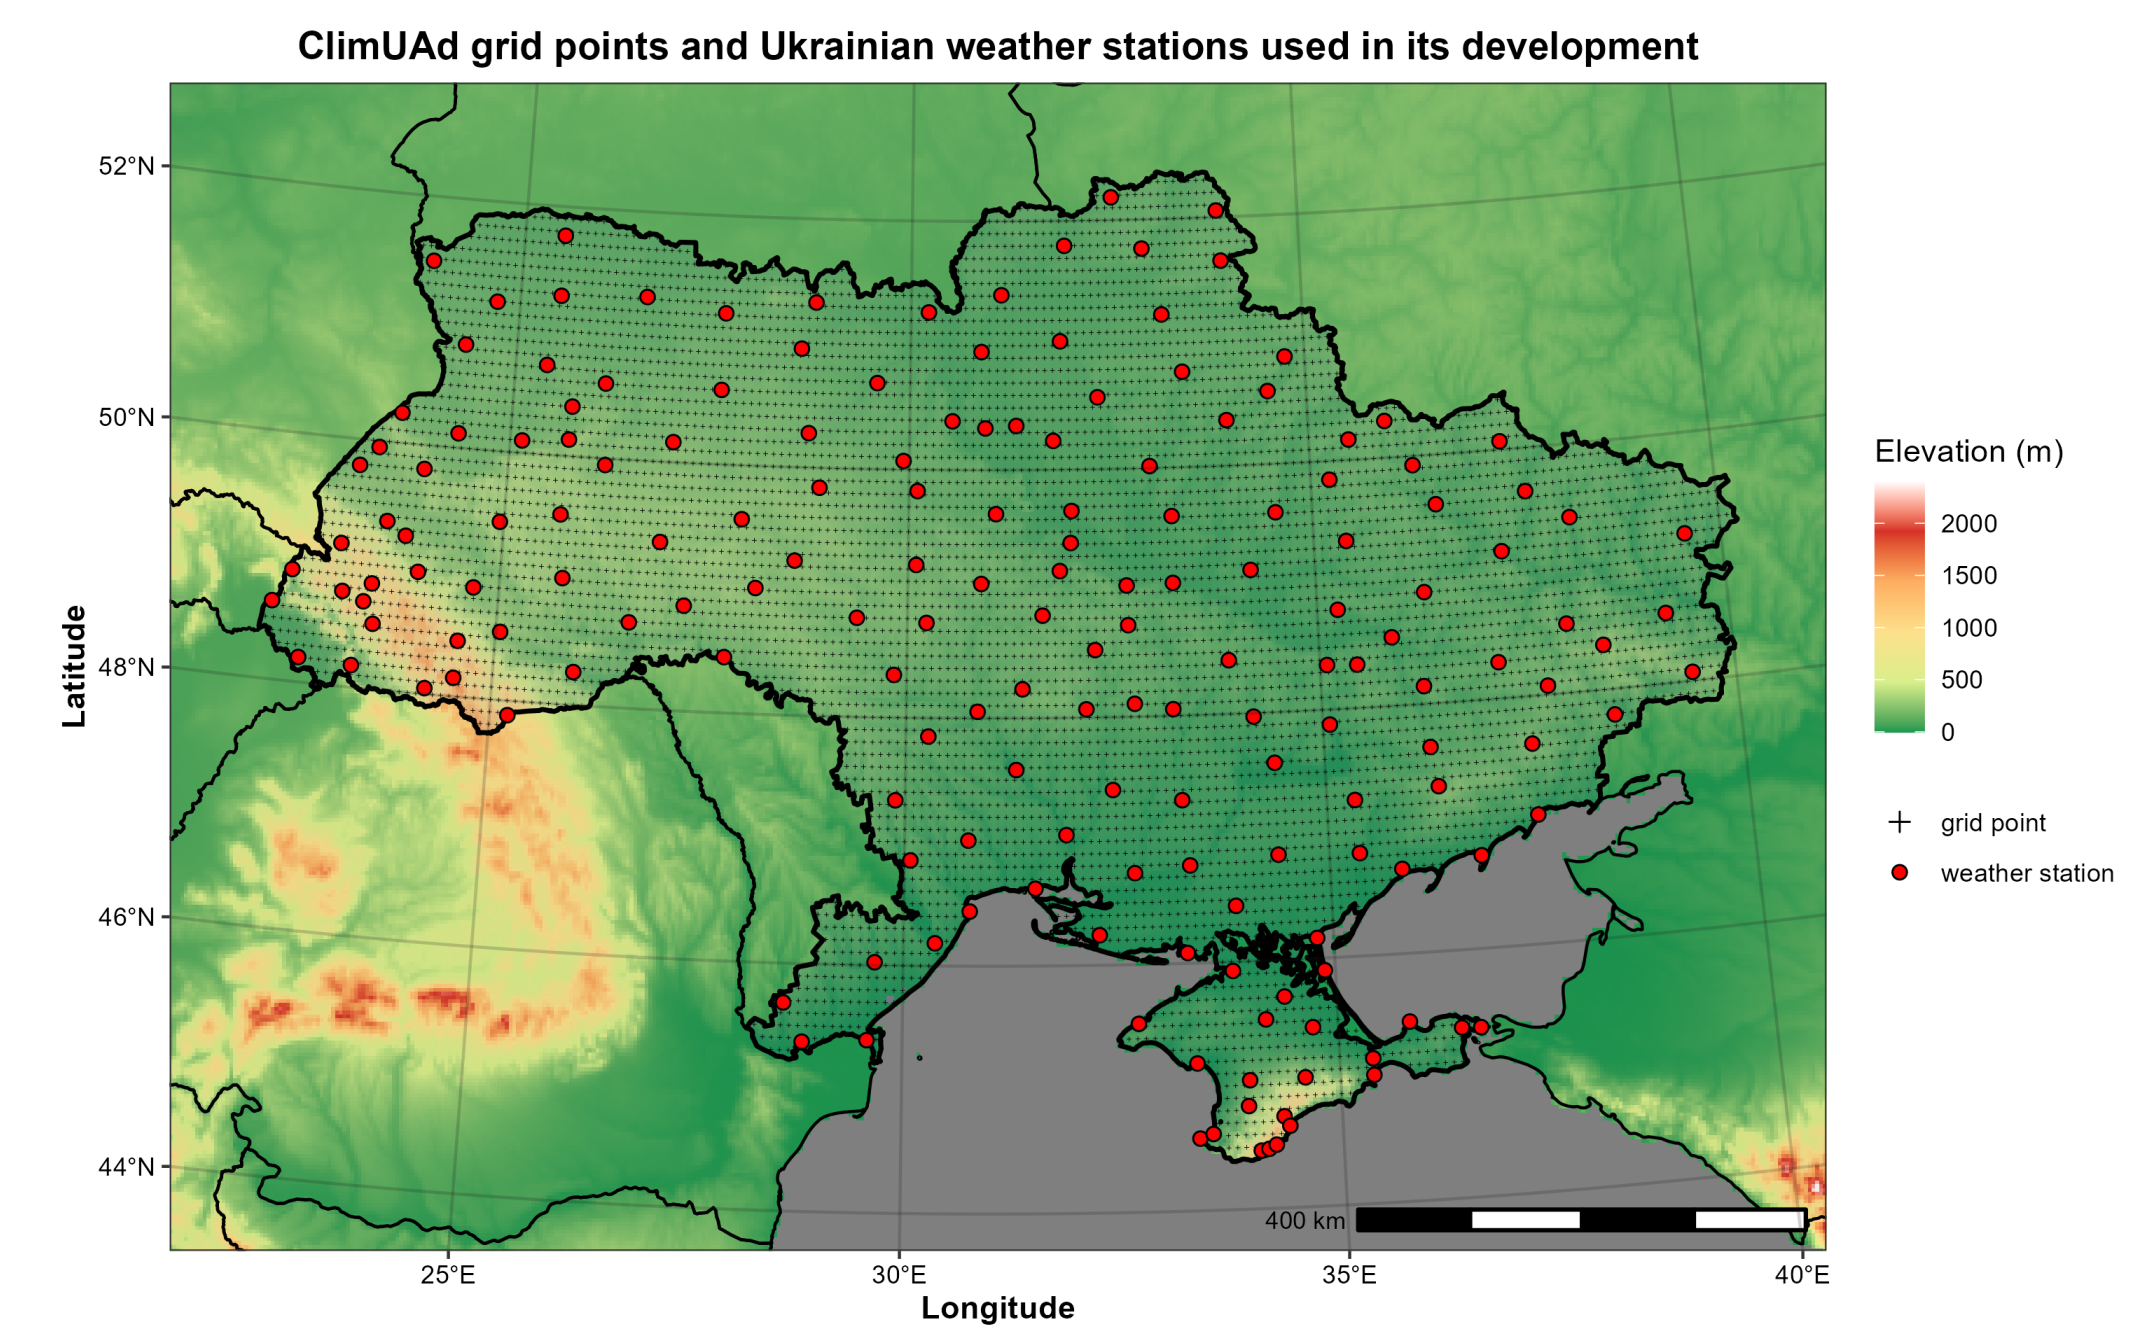 ClimUAd grid points and Ukrainian weather stations used in its development
52°N
50°N
48°N
46°N
44°N
Latitude
25°E
30°E
35°E
40°E
Longitude
400 km
Elevation (m)
2000
1500
1000
500
0
grid point
weather station